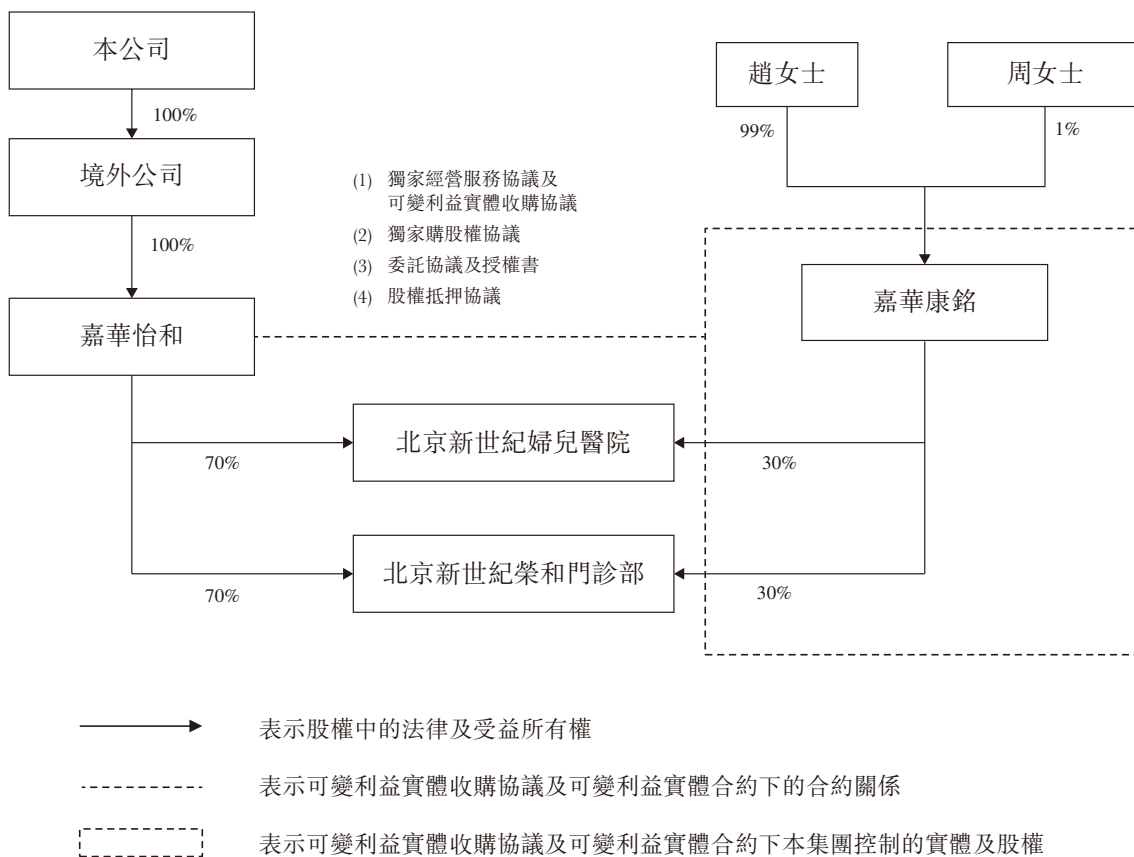 本公司
100%
境外公司
100%
嘉華怡和
趙女士
周女士
99%
1%
(1) 獨家經營服務協議及
可變利益實體收購協議
(2) 獨家購股權協議
(3) 委託協議及授權書
(4) 股權抵押協議
嘉華康銘
北京新世紀婦兒醫院
70%
30%
北京新世紀榮和門診部
70%
30%
表示股權中的法律及受益所有權
表示可變利益實體收購協議及可變利益實體合約下的合約關係
表示可變利益實體收購協議及可變利益實體合約下本集團控制的實體及股權